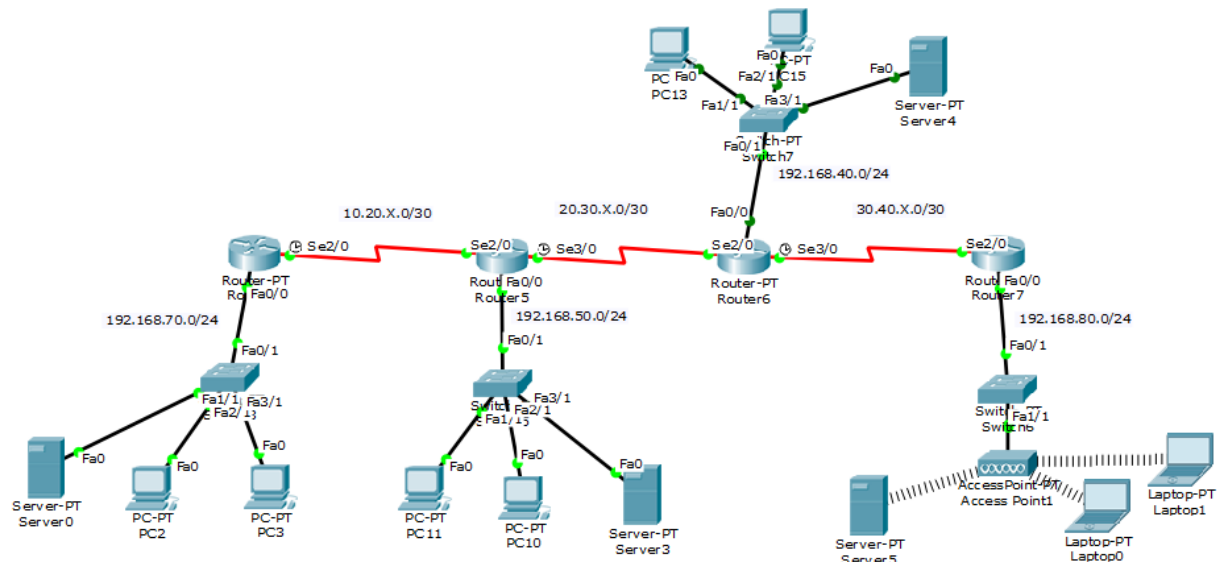 Fa0
Fa0
Fa0
PC
PC13
C-PT
C15
Fa2/1
Fa1/1
Fa3/1
Server-PT
Server4
Fa0/1
Switch7
192.168.40.0/24
10.20.X.0/30
20.30.X.0/30
Fa0/0
30.40.X.0/30
Se2/0
Se2/0
Se3/0
Se2/0
Se3/0
Se2/0
Router-PT
Fa0/0
Fa0/0
Router5
Router-PT
Router6
Fa0/0
Router7
192.168.70.0/24
192.168.50.0/24
192.168.80.0/24
Fa0/1
Fa0/1
Fa0/1
Fa1/1
Fa3/1
Fa2/1
Fa3/1
Fa2/1
Fa1/1
Fa1/1
Switch6
Fa0
Fa0
Fa0
Fa0
Fa0
Fa0
Server-PT
Server0
PC-PT
PC2
PC-PT
PC3
PC-PT
PC11
PC-PT
PC10
Server-PT
Server3
AccessPoint-PT
Access Point1
Laptop-PT
Laptop1
Server-PT
Server5
Laptop-PT
Laptop0